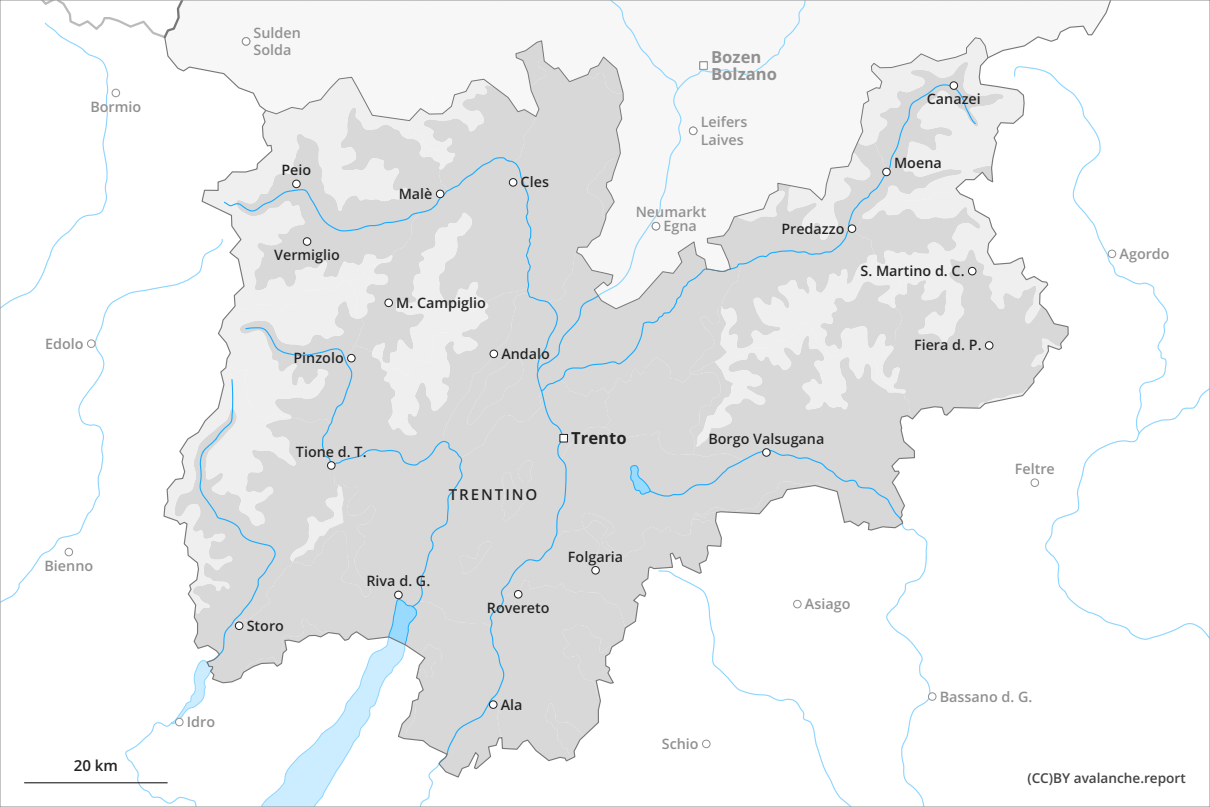 Sulden
Solda
Bozen
Bolzano
Bormio
Canazei
Leifers
Laives
Moena
Peio
Malè
Cles
Neumarkt
Egna
Predazzo
Vermiglio
Agordo
S. Martino d. C.
M. Campiglio
Edolo
Pinzolo
Andalo
Fiera d. P.
Trento
Borgo Valsugana
Tione d. T.
Feltre
TRENTINO
Bienno
Folgaria
Riva d. G.
Rovereto
Asiago
Storo
Bassano d. G.
Ala
Idro
Schio
20 km
(CC)BY avalanche.report